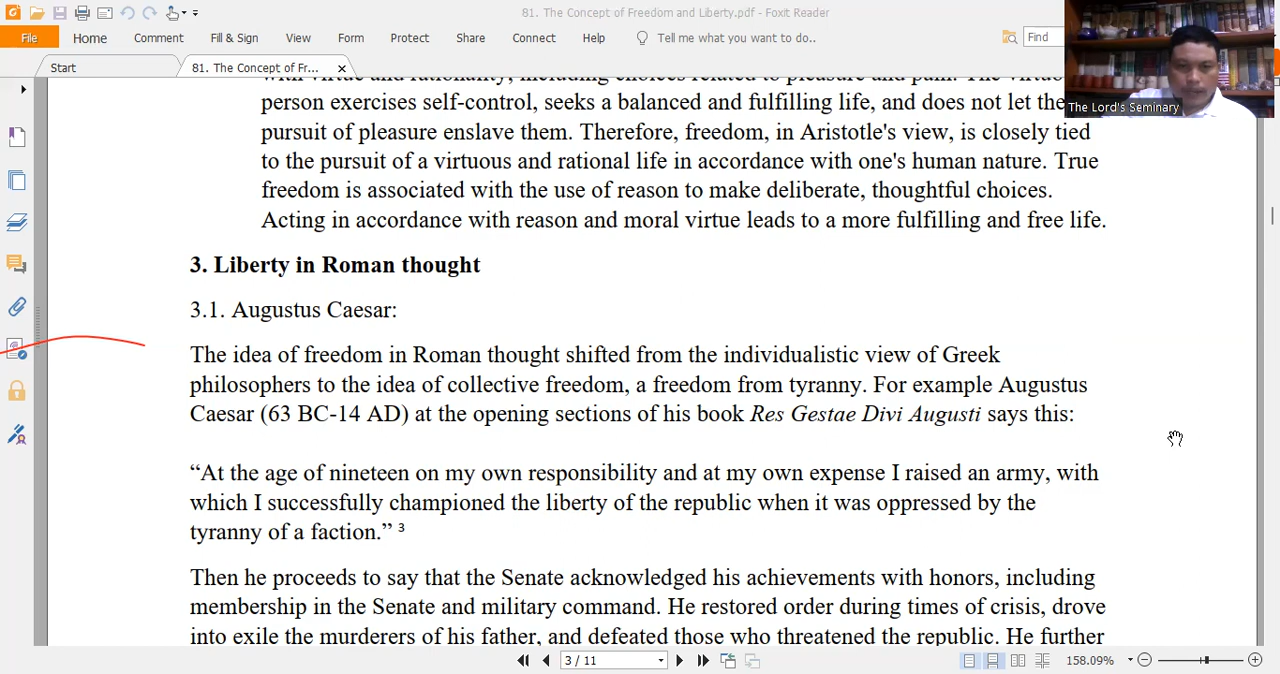 81. The Concept of Freedom and Liberty.pdf - Foxit Reader
File Home Comment Fill & Sign View Form Protect Share Connect Help Tell me what you want to do.. Find
Start 81. The Concept of Fr...
with virtue and rationality, including choices related to pleasure and pain. The
person exercises self-control, seeks a balanced and fulfilling life, and does not let the
The Lord's Seminary
pursuit of pleasure enslave them. Therefore, freedom, in Aristotle's view, is closely tied
to the pursuit of a virtuous and rational life in accordance with one's human nature. True
freedom is associated with the use of reason to make deliberate, thoughtful choices.
Acting in accordance with reason and moral virtue leads to a more fulfilling and free life.
3. Liberty in Roman thought
3.1. Augustus Caesar:
The idea of freedom in Roman thought shifted from the individualistic view of Greek
philosophers to the idea of collective freedom, a freedom from tyranny. For example Augustus
Caesar (63 BC-14 AD) at the opening sections of his book Res Gestae Divi Augusti says this:
“At the age of nineteen on my own responsibility and at my own expense I raised an army, with
which I successfully championed the liberty of the republic when it was oppressed by the
tyranny of a faction.” ³
Then he proceeds to say that the Senate acknowledged his achievements with honors, including
membership in the Senate and military command. He restored order during times of crisis, drove
into exile the murderers of his father, and defeated those who threatened the republic. He further
3 / 11 158.09%